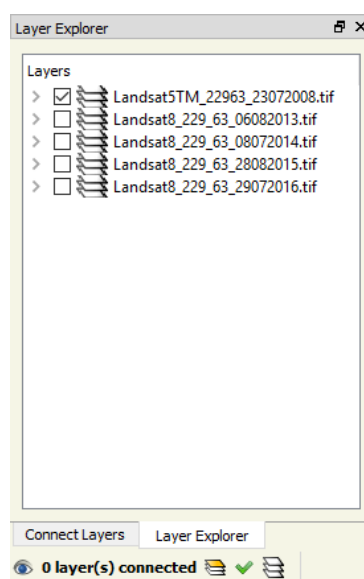 Layer Explorer
Layers
Landsat5TM_22963_23072008.tif
Landsat8_229_63_06082013.tif
Landsat8_229_63_08072014.tif
Landsat8_229_63_28082015.tif
Landsat8_229_63_29072016.tif
Connect Layers Layer Explorer
0 layer(s) connected